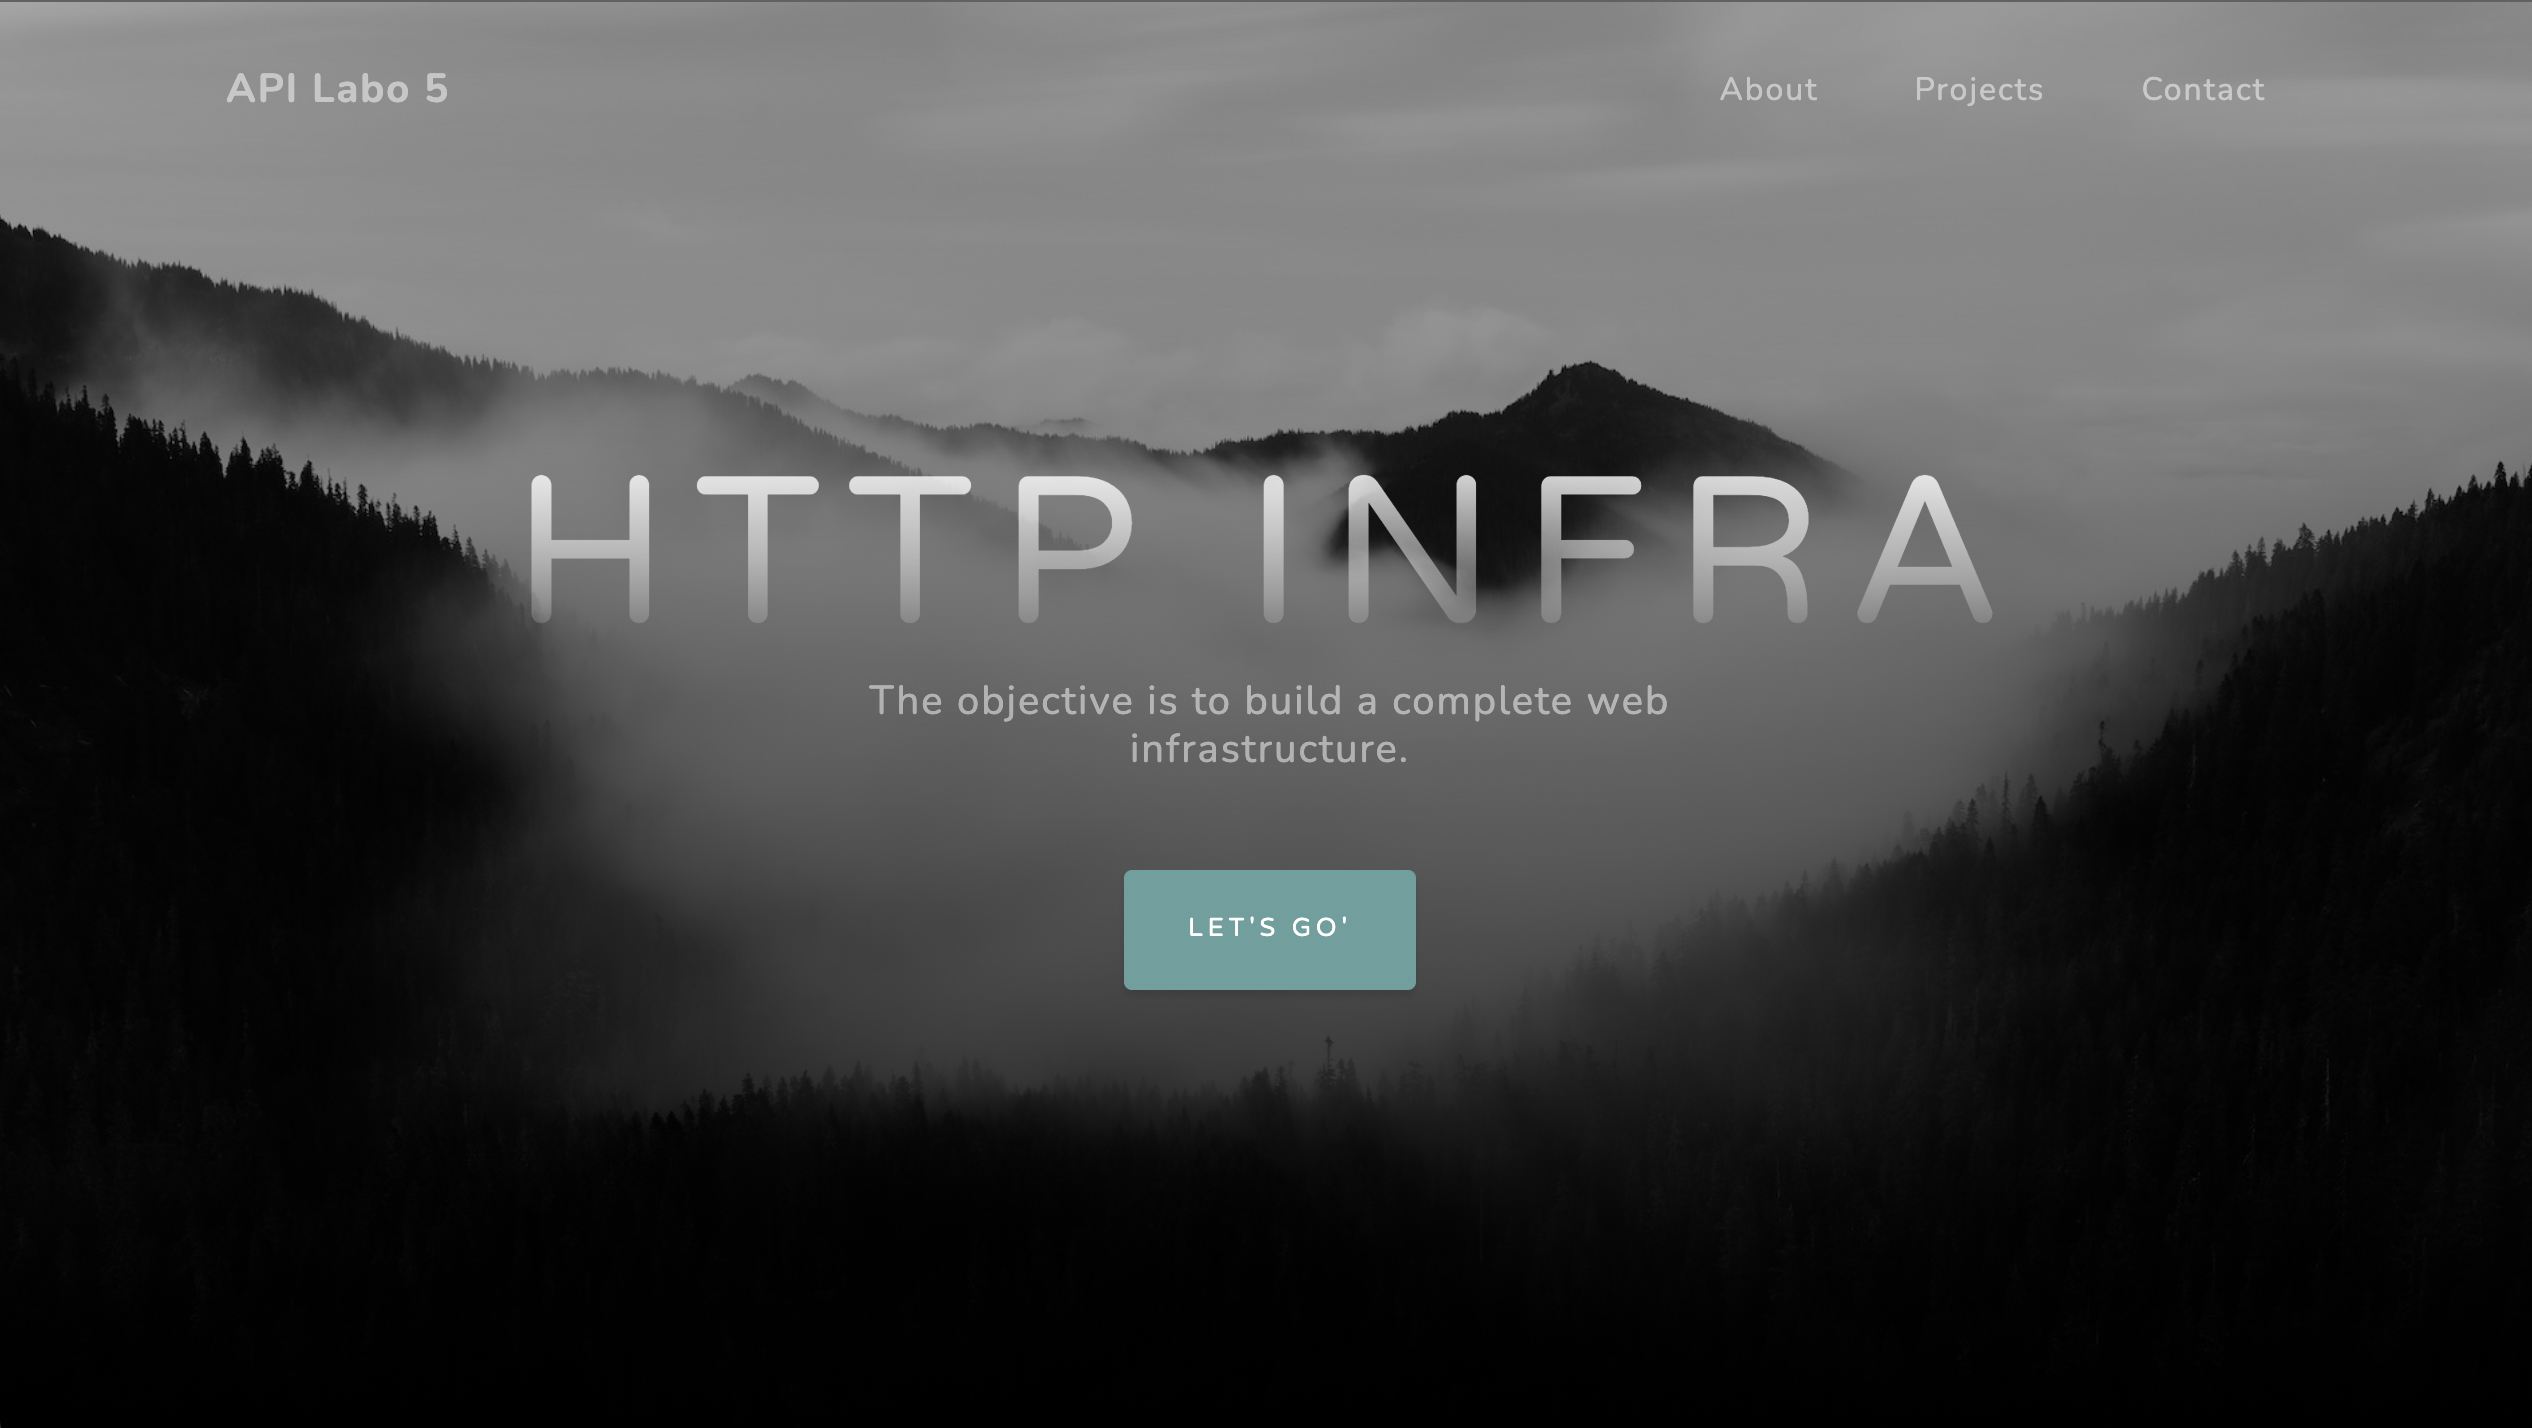 API Labo 5
About Projects Contact
HTTP INFRA
The objective is to build a complete web
infrastructure.
LET'S GO'